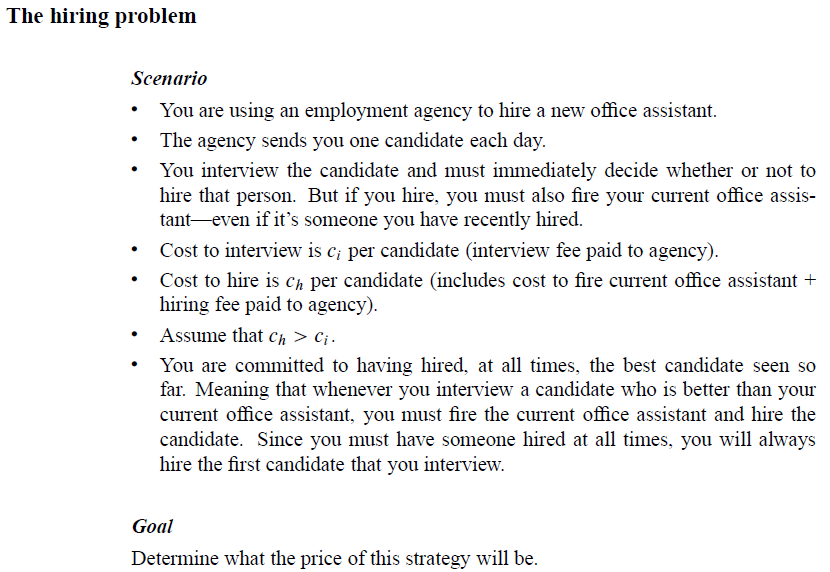 The hiring problem
Scenario
• You are using an employment agency to hire a new office assistant.
• The agency sends you one candidate each day.
• You interview the candidate and must immediately decide whether or not to
hire that person. But if you hire, you must also fire your current office assis-
tant—even if it's someone you have recently hired.
• Cost to interview is cᵢ per candidate (interview fee paid to agency).
• Cost to hire is cₕ per candidate (includes cost to fire current office assistant +
hiring fee paid to agency).
• Assume that cₕ > cᵢ.
• You are committed to having hired, at all times, the best candidate seen so
far. Meaning that whenever you interview a candidate who is better than your
current office assistant, you must fire the current office assistant and hire the
candidate. Since you must have someone hired at all times, you will always
hire the first candidate that you interview.
Goal
Determine what the price of this strategy will be.